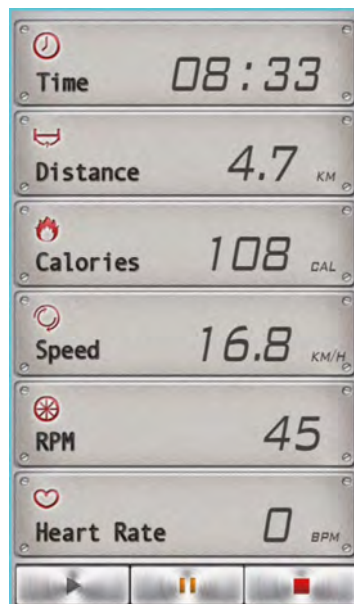 Time 08:33
Distance 4.7 KM
Calories 108 CAL
Speed 16.8 KM/H
RPM 45
Heart Rate 0 BPM